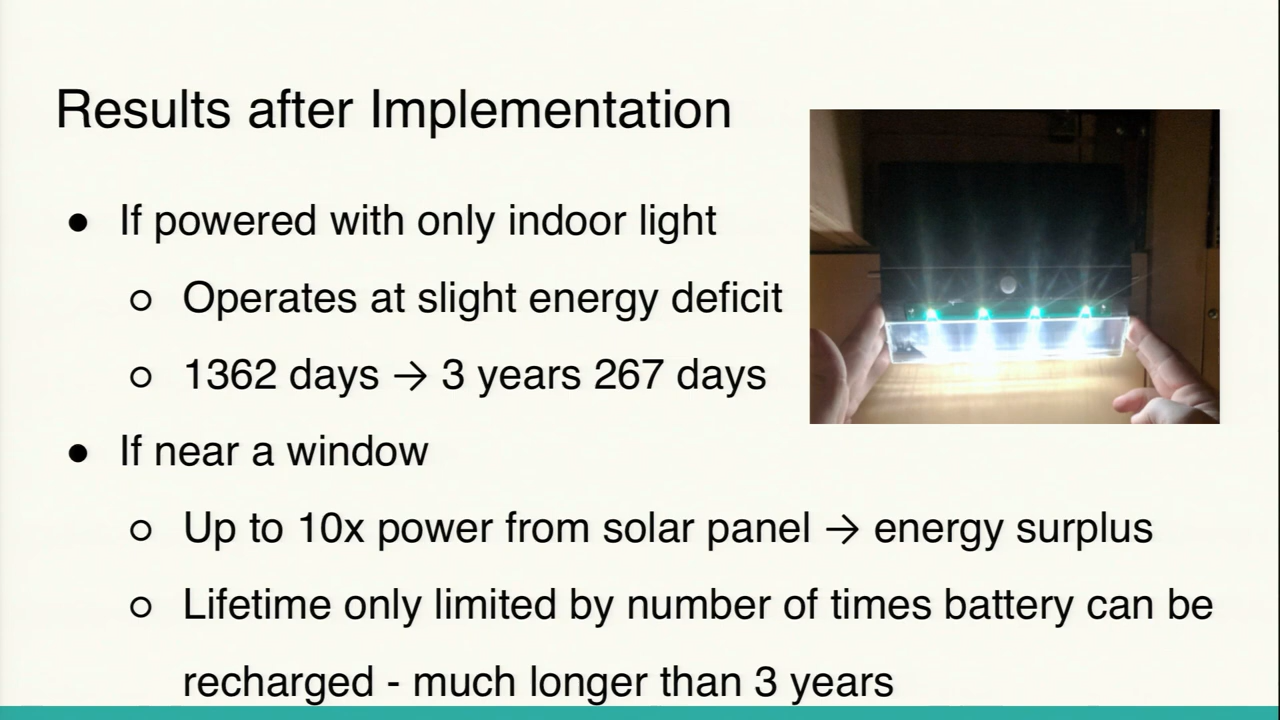 Results after Implementation
● If powered with only indoor light
○ Operates at slight energy deficit
○ 1362 days → 3 years 267 days
● If near a window
○ Up to 10x power from solar panel → energy surplus
○ Lifetime only limited by number of times battery can be
recharged - much longer than 3 years